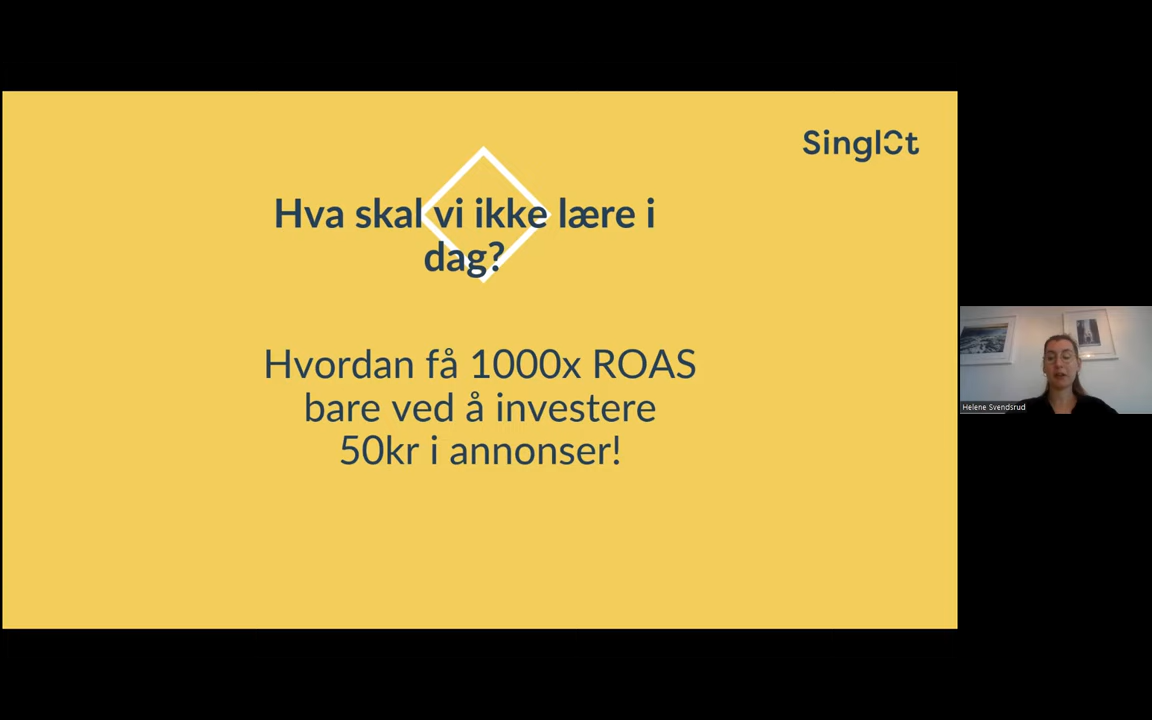 Singlot
Hva skal vi ikke lære i
dag?
Hvordan få 1000x ROAS
bare ved å investere
50kr i annonser!
Helene Svendsrud